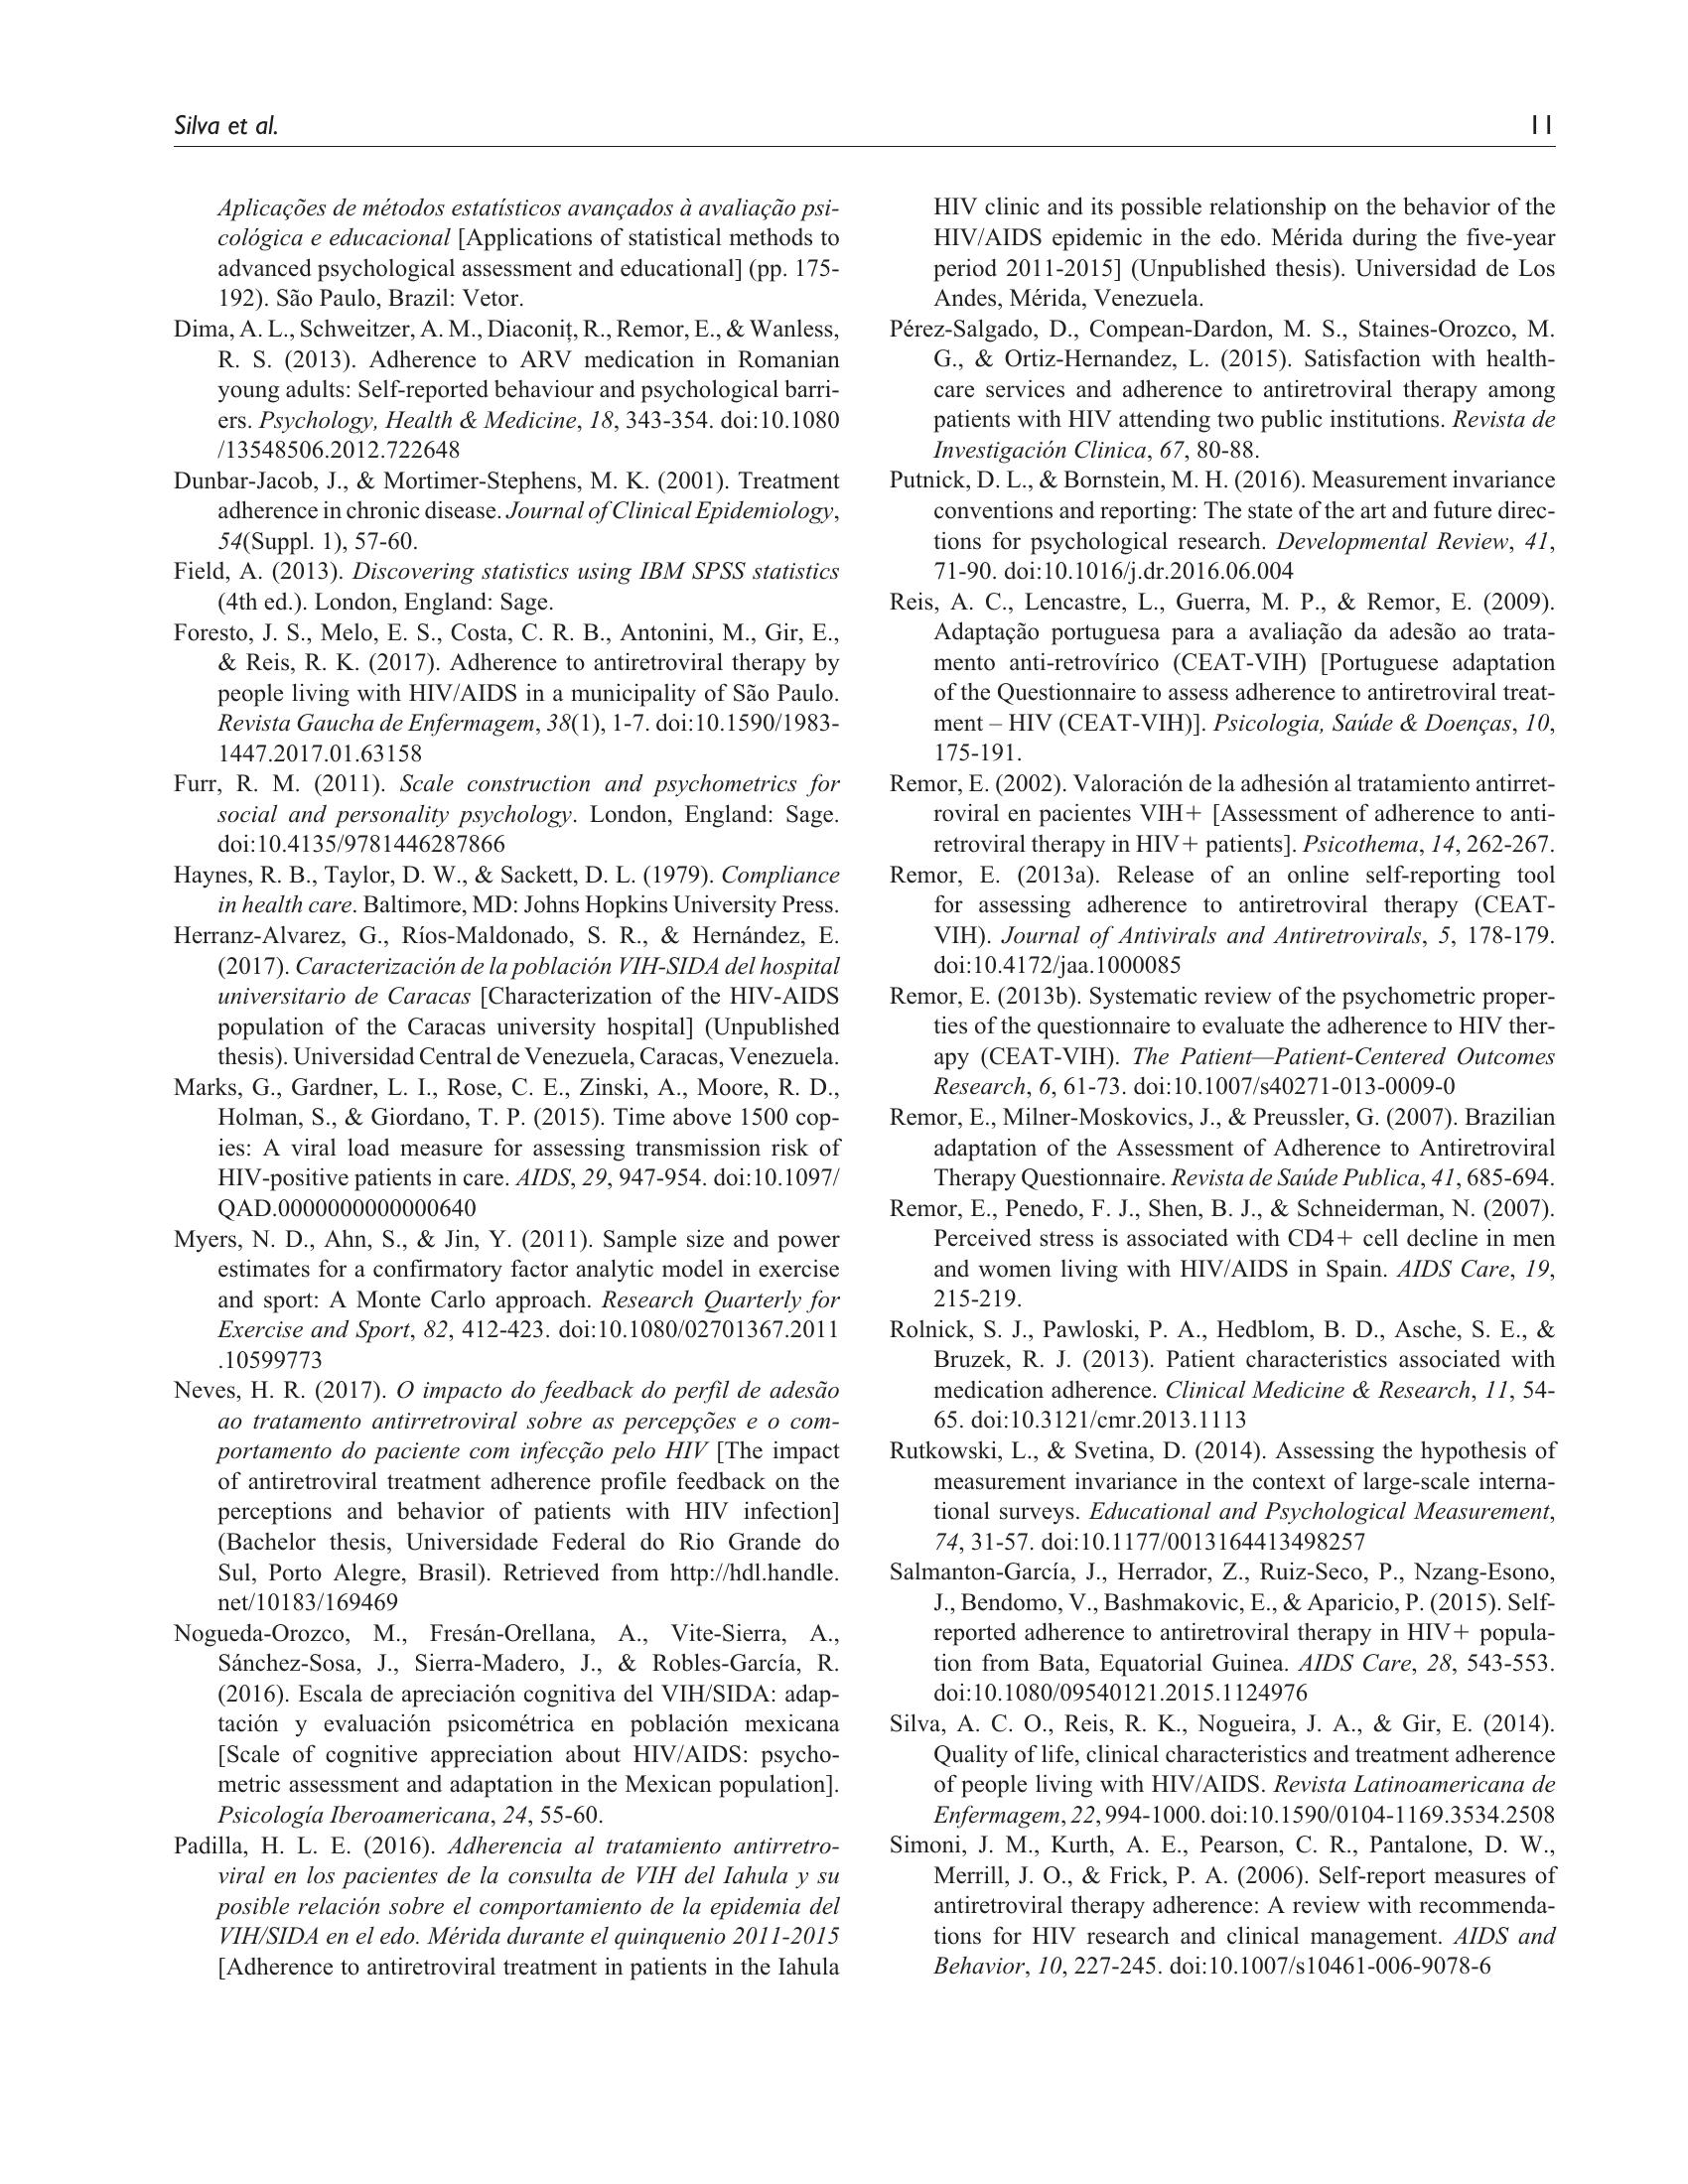 Silva et al.
11
Aplicações de métodos estatísticos avançados à avaliação psi-
cológica e educacional [Applications of statistical methods to
advanced psychological assessment and educational] (pp. 175-
192). São Paulo, Brazil: Vetor.
Dima, A. L., Schweitzer, A. M., Diaconiţ, R., Remor, E., & Wanless,
R. S. (2013). Adherence to ARV medication in Romanian
young adults: Self-reported behaviour and psychological barri-
ers. Psychology, Health & Medicine, 18, 343-354. doi:10.1080
/13548506.2012.722648
Dunbar-Jacob, J., & Mortimer-Stephens, M. K. (2001). Treatment
adherence in chronic disease. Journal of Clinical Epidemiology,
54(Suppl. 1), 57-60.
Field, A. (2013). Discovering statistics using IBM SPSS statistics
(4th ed.). London, England: Sage.
Foresto, J. S., Melo, E. S., Costa, C. R. B., Antonini, M., Gir, E.,
& Reis, R. K. (2017). Adherence to antiretroviral therapy by
people living with HIV/AIDS in a municipality of São Paulo.
Revista Gaucha de Enfermagem, 38(1), 1-7. doi:10.1590/1983-
1447.2017.01.63158
Furr, R. M. (2011). Scale construction and psychometrics for
social and personality psychology. London, England: Sage.
doi:10.4135/9781446287866
Haynes, R. B., Taylor, D. W., & Sackett, D. L. (1979). Compliance
in health care. Baltimore, MD: Johns Hopkins University Press.
Herranz-Alvarez, G., Ríos-Maldonado, S. R., & Hernández, E.
(2017). Caracterización de la población VIH-SIDA del hospital
universitario de Caracas [Characterization of the HIV-AIDS
population of the Caracas university hospital] (Unpublished
thesis). Universidad Central de Venezuela, Caracas, Venezuela.
Marks, G., Gardner, L. I., Rose, C. E., Zinski, A., Moore, R. D.,
Holman, S., & Giordano, T. P. (2015). Time above 1500 cop-
ies: A viral load measure for assessing transmission risk of
HIV-positive patients in care. AIDS, 29, 947-954. doi:10.1097/
QAD.0000000000000640
Myers, N. D., Ahn, S., & Jin, Y. (2011). Sample size and power
estimates for a confirmatory factor analytic model in exercise
and sport: A Monte Carlo approach. Research Quarterly for
Exercise and Sport, 82, 412-423. doi:10.1080/02701367.2011
.10599773
Neves, H. R. (2017). O impacto do feedback do perfil de adesão
ao tratamento antirretroviral sobre as percepções e o com-
portamento do paciente com infecção pelo HIV [The impact
of antiretroviral treatment adherence profile feedback on the
perceptions and behavior of patients with HIV infection]
(Bachelor thesis, Universidade Federal do Rio Grande do
Sul, Porto Alegre, Brasil). Retrieved from http://hdl.handle.
net/10183/169469
Nogueda-Orozco, M., Fresán-Orellana, A., Vite-Sierra, A.,
Sánchez-Sosa, J., Sierra-Madero, J., & Robles-García, R.
(2016). Escala de apreciación cognitiva del VIH/SIDA: adap-
tación y evaluación psicométrica en población mexicana
[Scale of cognitive appreciation about HIV/AIDS: psycho-
metric assessment and adaptation in the Mexican population].
Psicología Iberoamericana, 24, 55-60.
Padilla, H. L. E. (2016). Adherencia al tratamiento antirretro-
viral en los pacientes de la consulta de VIH del Iahula y su
posible relación sobre el comportamiento de la epidemia del
VIH/SIDA en el edo. Mérida durante el quinquenio 2011-2015
[Adherence to antiretroviral treatment in patients in the Iahula
HIV clinic and its possible relationship on the behavior of the
HIV/AIDS epidemic in the edo. Mérida during the five-year
period 2011-2015] (Unpublished thesis). Universidad de Los
Andes, Mérida, Venezuela.
Pérez-Salgado, D., Compean-Dardon, M. S., Staines-Orozco, M.
G., & Ortiz-Hernandez, L. (2015). Satisfaction with health-
care services and adherence to antiretroviral therapy among
patients with HIV attending two public institutions. Revista de
Investigación Clinica, 67, 80-88.
Putnick, D. L., & Bornstein, M. H. (2016). Measurement invariance
conventions and reporting: The state of the art and future direc-
tions for psychological research. Developmental Review, 41,
71-90. doi:10.1016/j.dr.2016.06.004
Reis, A. C., Lencastre, L., Guerra, M. P., & Remor, E. (2009).
Adaptação portuguesa para a avaliação da adesão ao trata-
mento anti-retrovírico (CEAT-VIH) [Portuguese adaptation
of the Questionnaire to assess adherence to antiretroviral treat-
ment – HIV (CEAT-VIH)]. Psicologia, Saúde & Doenças, 10,
175-191.
Remor, E. (2002). Valoración de la adhesión al tratamiento antirret-
roviral en pacientes VIH+ [Assessment of adherence to anti-
retroviral therapy in HIV+ patients]. Psicothema, 14, 262-267.
Remor, E. (2013a). Release of an online self-reporting tool
for assessing adherence to antiretroviral therapy (CEAT-
VIH). Journal of Antivirals and Antiretrovirals, 5, 178-179.
doi:10.4172/jaa.1000085
Remor, E. (2013b). Systematic review of the psychometric proper-
ties of the questionnaire to evaluate the adherence to HIV ther-
apy (CEAT-VIH). The Patient—Patient-Centered Outcomes
Research, 6, 61-73. doi:10.1007/s40271-013-0009-0
Remor, E., Milner-Moskovics, J., & Preussler, G. (2007). Brazilian
adaptation of the Assessment of Adherence to Antiretroviral
Therapy Questionnaire. Revista de Saúde Publica, 41, 685-694.
Remor, E., Penedo, F. J., Shen, B. J., & Schneiderman, N. (2007).
Perceived stress is associated with CD4+ cell decline in men
and women living with HIV/AIDS in Spain. AIDS Care, 19,
215-219.
Rolnick, S. J., Pawloski, P. A., Hedblom, B. D., Asche, S. E., &
Bruzek, R. J. (2013). Patient characteristics associated with
medication adherence. Clinical Medicine & Research, 11, 54-
65. doi:10.3121/cmr.2013.1113
Rutkowski, L., & Svetina, D. (2014). Assessing the hypothesis of
measurement invariance in the context of large-scale interna-
tional surveys. Educational and Psychological Measurement,
74, 31-57. doi:10.1177/0013164413498257
Salmanton-García, J., Herrador, Z., Ruiz-Seco, P., Nzang-Esono,
J., Bendomo, V., Bashmakovic, E., & Aparicio, P. (2015). Self-
reported adherence to antiretroviral therapy in HIV+ popula-
tion from Bata, Equatorial Guinea. AIDS Care, 28, 543-553.
doi:10.1080/09540121.2015.1124976
Silva, A. C. O., Reis, R. K., Nogueira, J. A., & Gir, E. (2014).
Quality of life, clinical characteristics and treatment adherence
of people living with HIV/AIDS. Revista Latinoamericana de
Enfermagem, 22, 994-1000. doi:10.1590/0104-1169.3534.2508
Simoni, J. M., Kurth, A. E., Pearson, C. R., Pantalone, D. W.,
Merrill, J. O., & Frick, P. A. (2006). Self-report measures of
antiretroviral therapy adherence: A review with recommenda-
tions for HIV research and clinical management. AIDS and
Behavior, 10, 227-245. doi:10.1007/s10461-006-9078-6